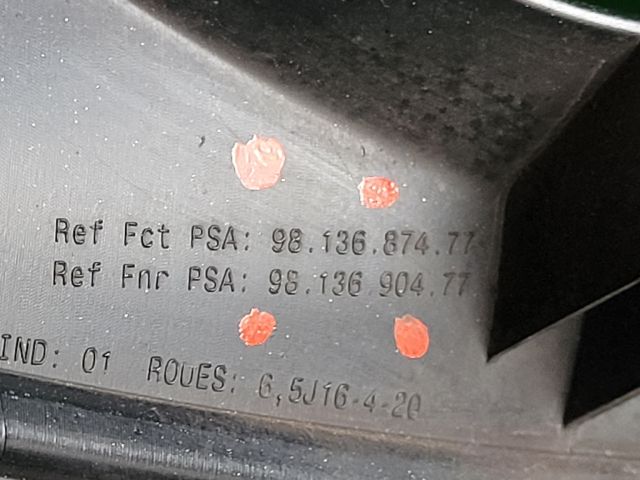 Ref Fct PSA: 98.136.874.77
Ref Fnr PSA: 98.136 904.77
IND: 01 ROUES: 6,5J16-4-20